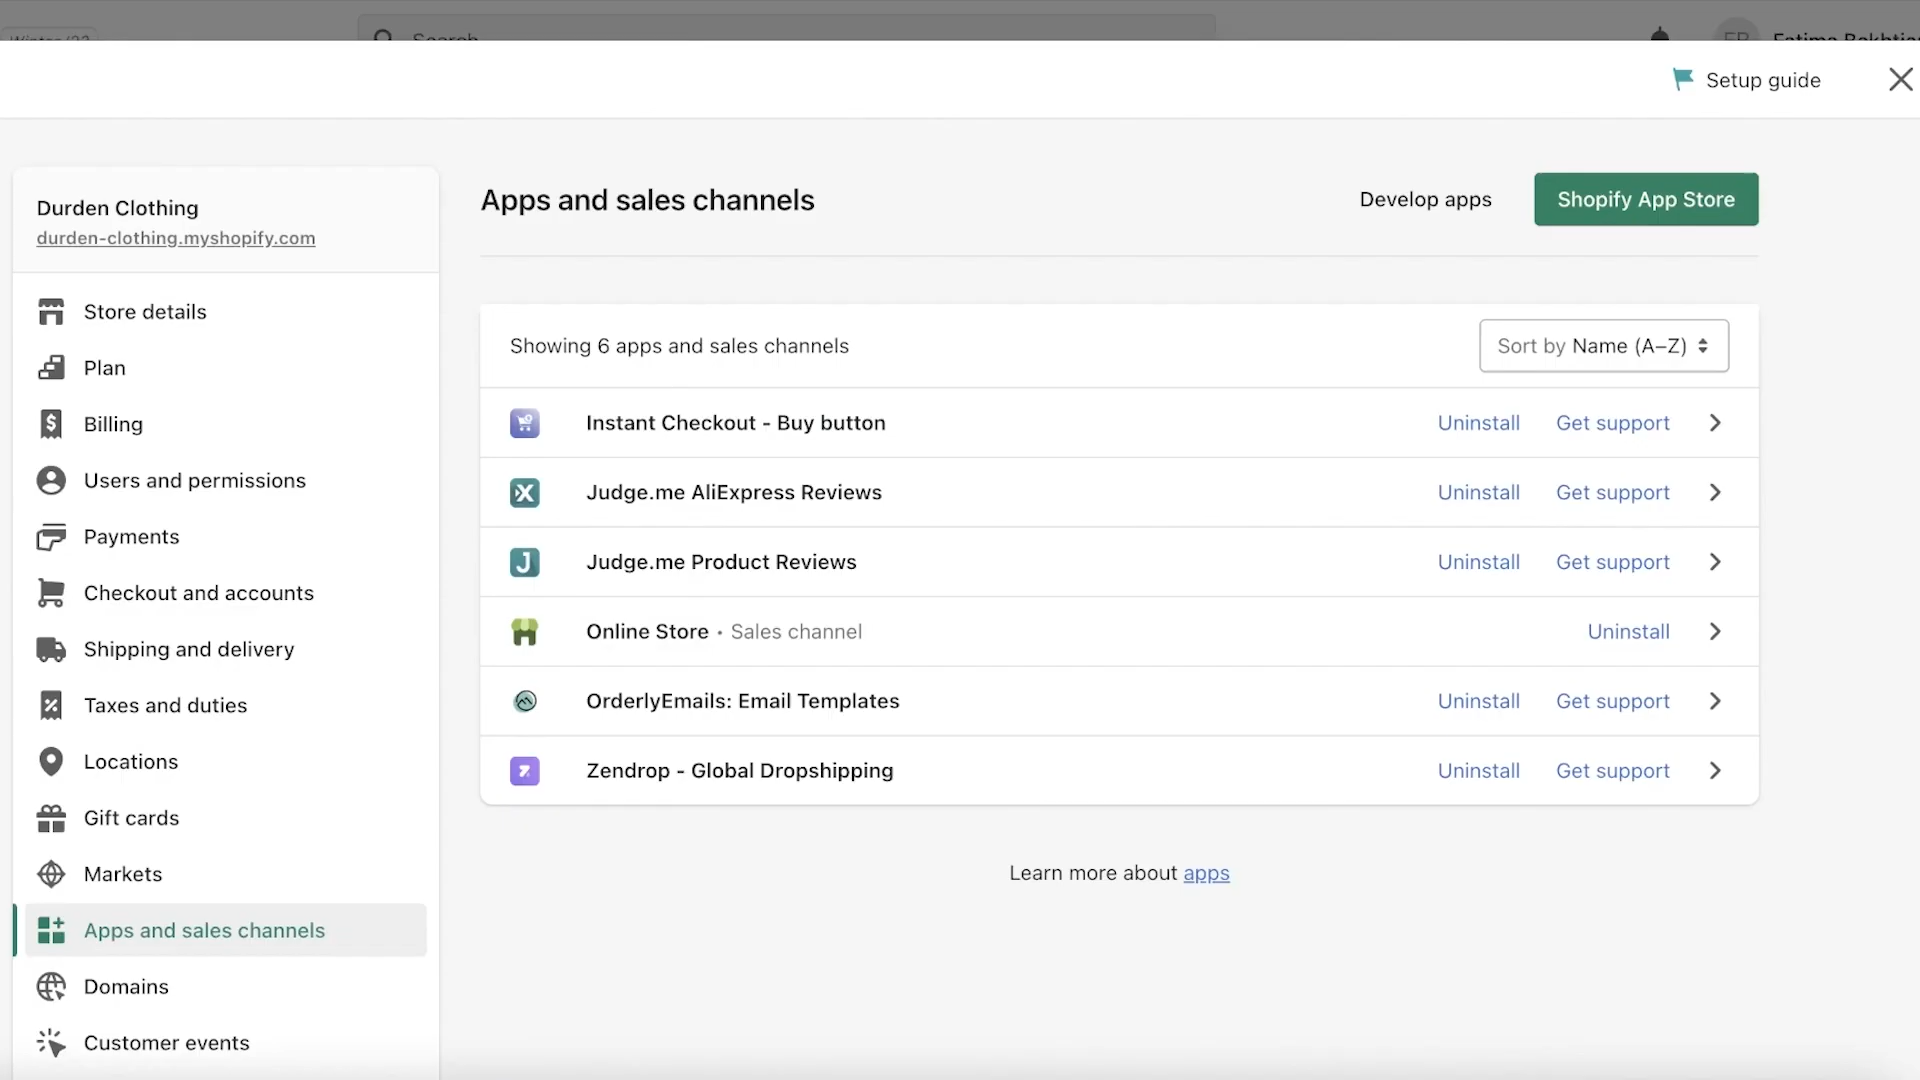 Search
Setup guide
Durden Clothing
durden-clothing.myshopify.com
Store details
Plan
Billing
Users and permissions
Payments
Checkout and accounts
Shipping and delivery
Taxes and duties
Locations
Gift cards
Markets
Apps and sales channels
Domains
Customer events
Apps and sales channels
Develop apps
Shopify App Store
Showing 6 apps and sales channels
Sort by Name (A–Z)
Instant Checkout - Buy button Uninstall Get support
Judge.me AliExpress Reviews Uninstall Get support
Judge.me Product Reviews Uninstall Get support
Online Store • Sales channel Uninstall
OrderlyEmails: Email Templates Uninstall Get support
Zendrop - Global Dropshipping Uninstall Get support
Learn more about apps